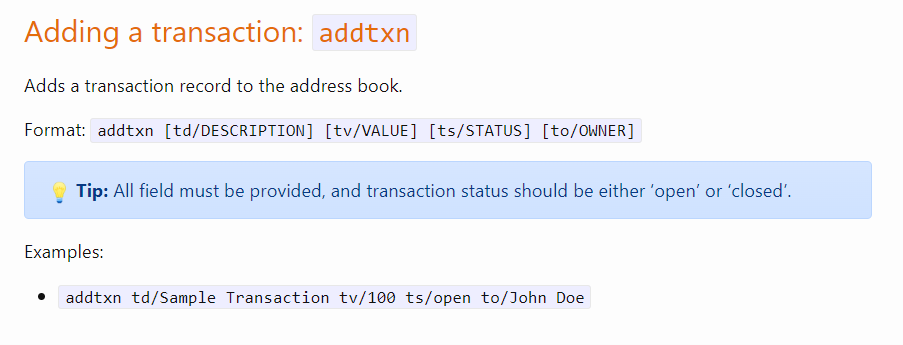 Adding a transaction: addtxn
Adds a transaction record to the address book.
Format: addtxn [td/DESCRIPTION] [tv/VALUE] [ts/STATUS] [to/OWNER]
💡 Tip: All field must be provided, and transaction status should be either ‘open’ or ‘closed’.
Examples:
• addtxn td/Sample Transaction tv/100 ts/open to/John Doe